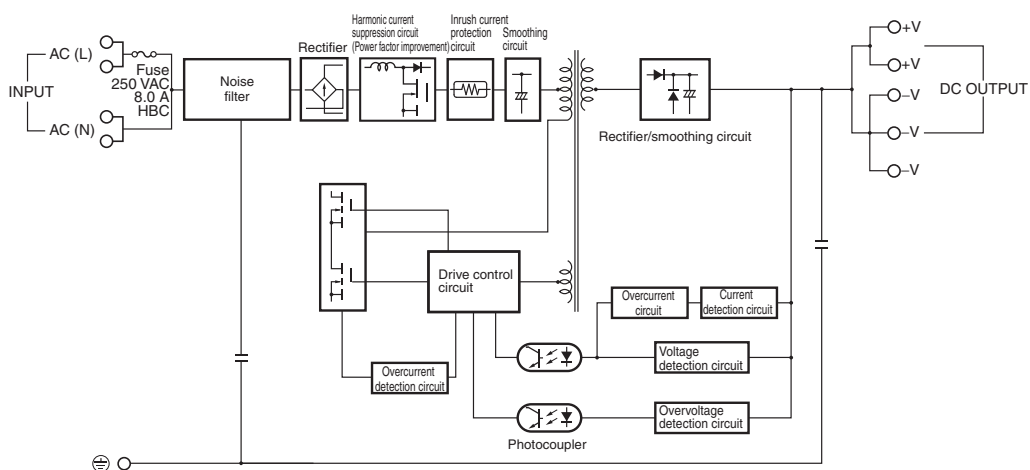 INPUT
AC (L)
AC (N)
Fuse
250 VAC
8.0 A
HBC
Noise
filter
Rectifier
Harmonic current
suppression circuit
(Power factor improvement)
Inrush current
protection
circuit
Smoothing
circuit
Rectifier/smoothing circuit
+V
+V
−V
−V
−V
DC OUTPUT
Drive control
circuit
Overcurrent
circuit
Current
detection circuit
Voltage
detection circuit
Overcurrent
detection circuit
Overvoltage
detection circuit
Photocoupler